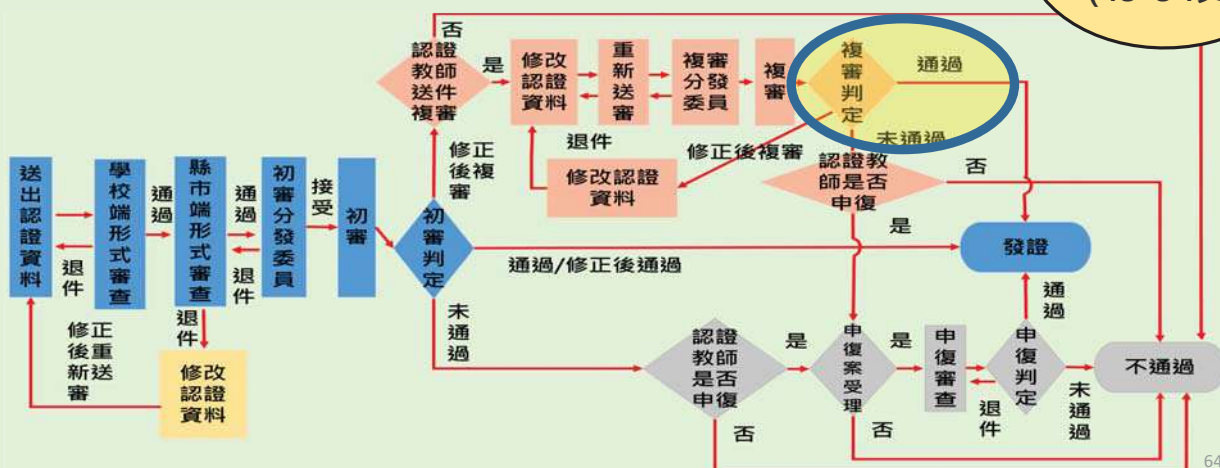 否
認證
教師
送件
複審
是
修改
認證
資料
重新送審
複審
分發
委員
複審
複審判定
通過
未通過
退件
修正後複審
修正
後複
審
修改認證
資料
認證教
師是否
申復
否
是
送出認證資料
退件
學校端形式審查
通過
縣市端形式審查
通過
退件
初審分發委員
接受
初審
初審判定
通過/修正後通過
發證
未通過
修正
後重
新送
審
退件
修改
認證
資料
認證
教師
是否
申復
是
否
申復案受理
是
否
申復審查
退件
申復判定
通過
未通過
不通過
64